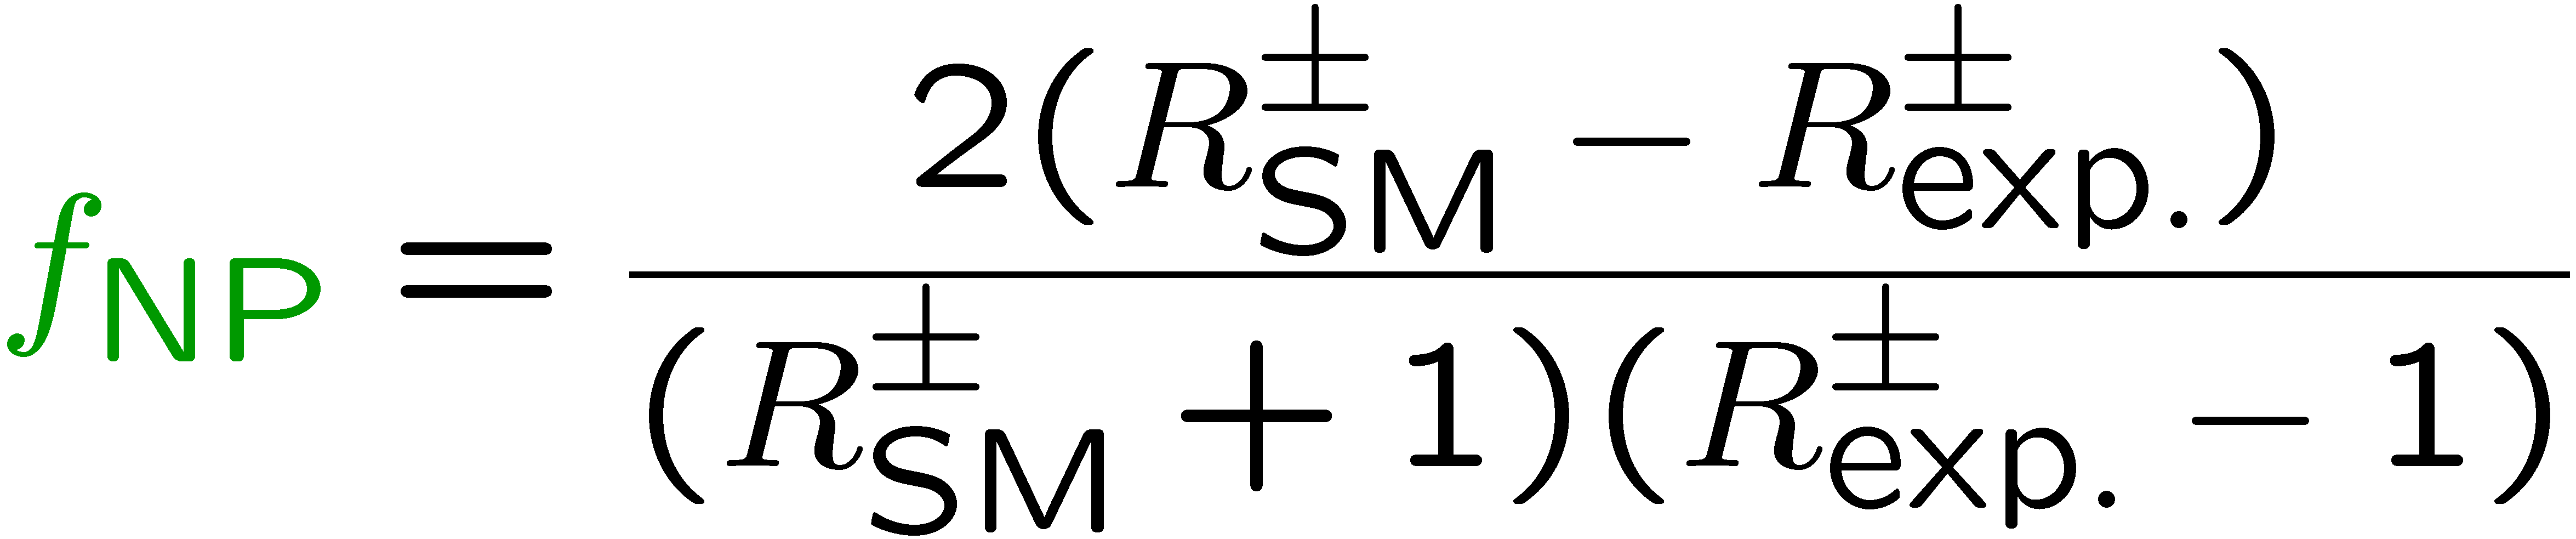 f_NP = 2(R^±_SM − R^±_exp.) / (R^±_SM + 1)(R^±_exp. − 1)